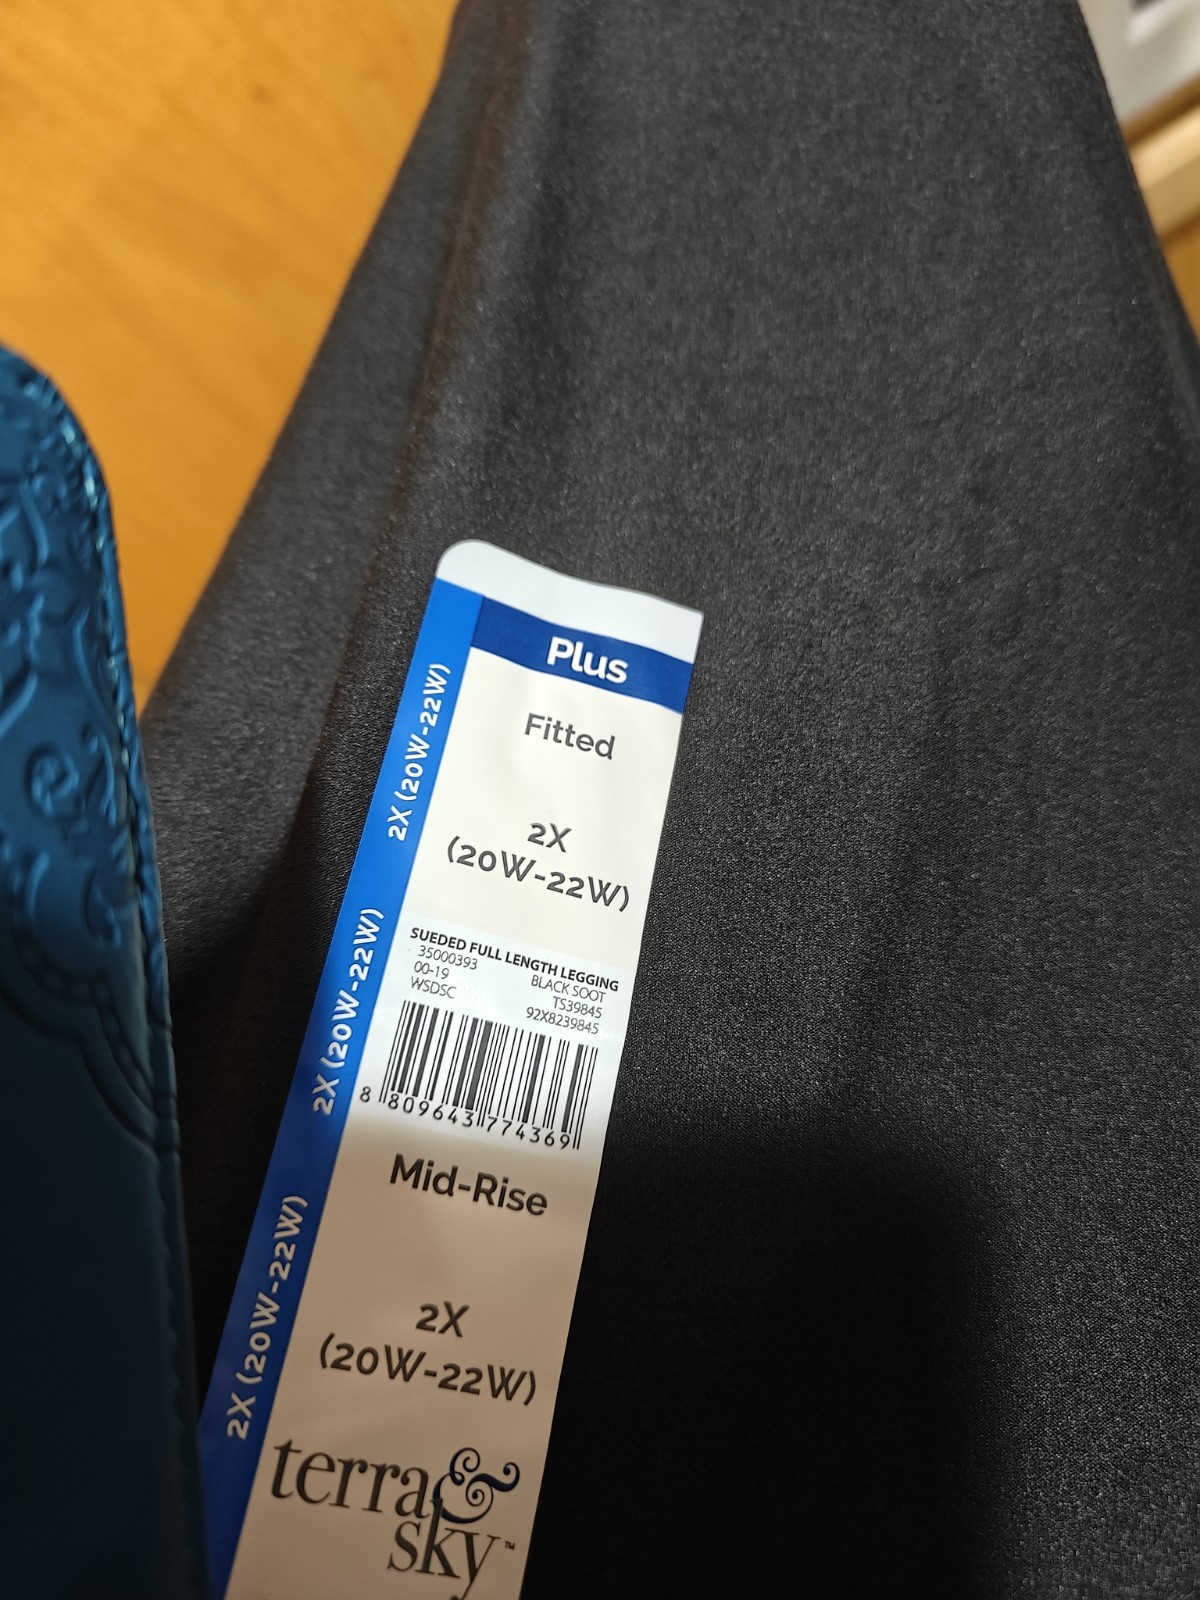 Plus
Fitted
2X
(20W-22W)
SUEDED FULL LENGTH LEGGING
35000393 BLACK SOOT
00-19 TS39845
WSDSC 92X8239845
8 809643 774369
Mid-Rise
2X
(20W-22W)
terra &
sky™
2X (20W-22W)
2X (20W-22W)
2X (20W-22W)